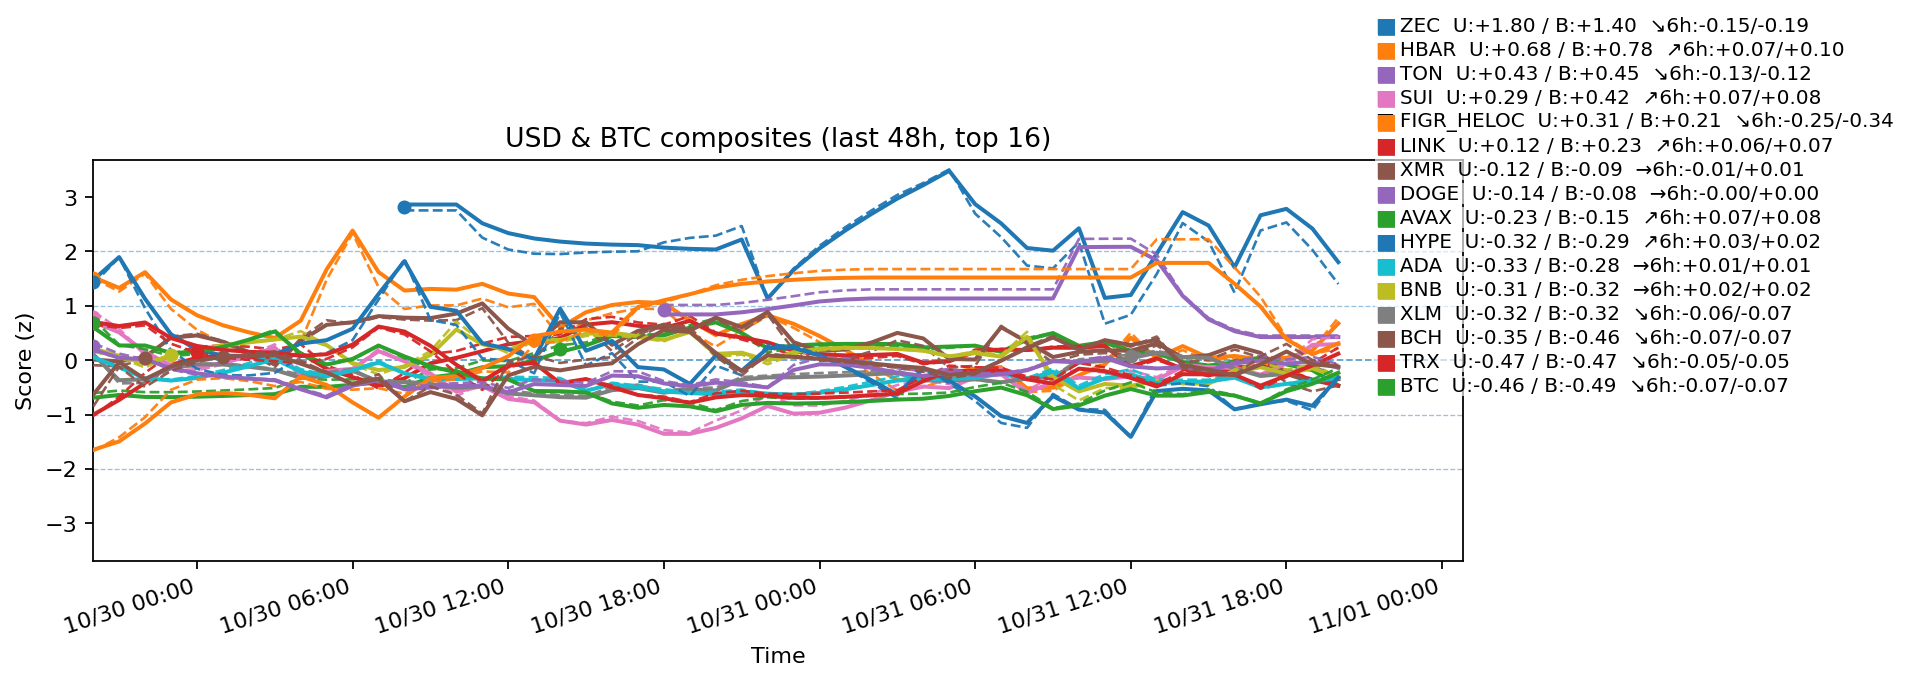 ZEC U:+1.80 / B:+1.40 ↘6h:-0.15/-0.19
HBAR U:+0.68 / B:+0.78 ↗6h:+0.07/+0.10
TON U:+0.43 / B:+0.45 ↘6h:-0.13/-0.12
SUI U:+0.29 / B:+0.42 ↗6h:+0.07/+0.08
FIGR_HELOC U:+0.31 / B:+0.21 ↘6h:-0.25/-0.34
LINK U:+0.12 / B:+0.23 ↗6h:+0.06/+0.07
XMR U:-0.12 / B:-0.09 →6h:-0.01/+0.01
DOGE U:-0.14 / B:-0.08 →6h:-0.00/+0.00
AVAX U:-0.23 / B:-0.15 ↗6h:+0.07/+0.08
HYPE U:-0.32 / B:-0.29 ↗6h:+0.03/+0.02
ADA U:-0.33 / B:-0.28 →6h:+0.01/+0.01
BNB U:-0.31 / B:-0.32 →6h:+0.02/+0.02
XLM U:-0.32 / B:-0.32 ↘6h:-0.06/-0.07
BCH U:-0.35 / B:-0.46 ↘6h:-0.07/-0.07
TRX U:-0.47 / B:-0.47 ↘6h:-0.05/-0.05
BTC U:-0.46 / B:-0.49 ↘6h:-0.07/-0.07
USD & BTC composites (last 48h, top 16)
Score (z)
3
2
1
0
−1
−2
−3
10/30 00:00
10/30 06:00
10/30 12:00
10/30 18:00
10/31 00:00
10/31 06:00
10/31 12:00
10/31 18:00
11/01 00:00
Time